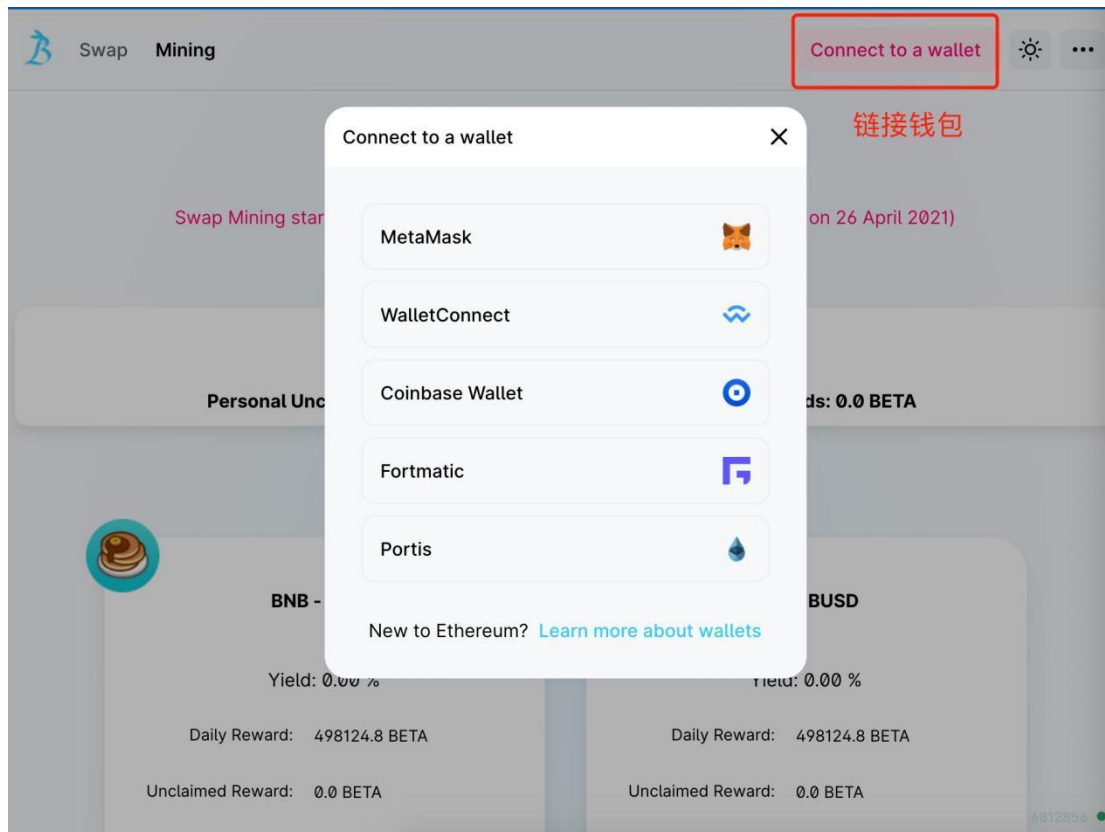 Swap Mining Connect to a wallet
链接钱包
Connect to a wallet
Swap Mining star on 26 April 2021)
MetaMask
WalletConnect
Personal Unc ds: 0.0 BETA
Coinbase Wallet
Fortmatic
Portis
BNB - BUSD
New to Ethereum? Learn more about wallets
Yield: 0.00 % Yield: 0.00 %
Daily Reward: 498124.8 BETA Daily Reward: 498124.8 BETA
Unclaimed Reward: 0.0 BETA Unclaimed Reward: 0.0 BETA
6812856